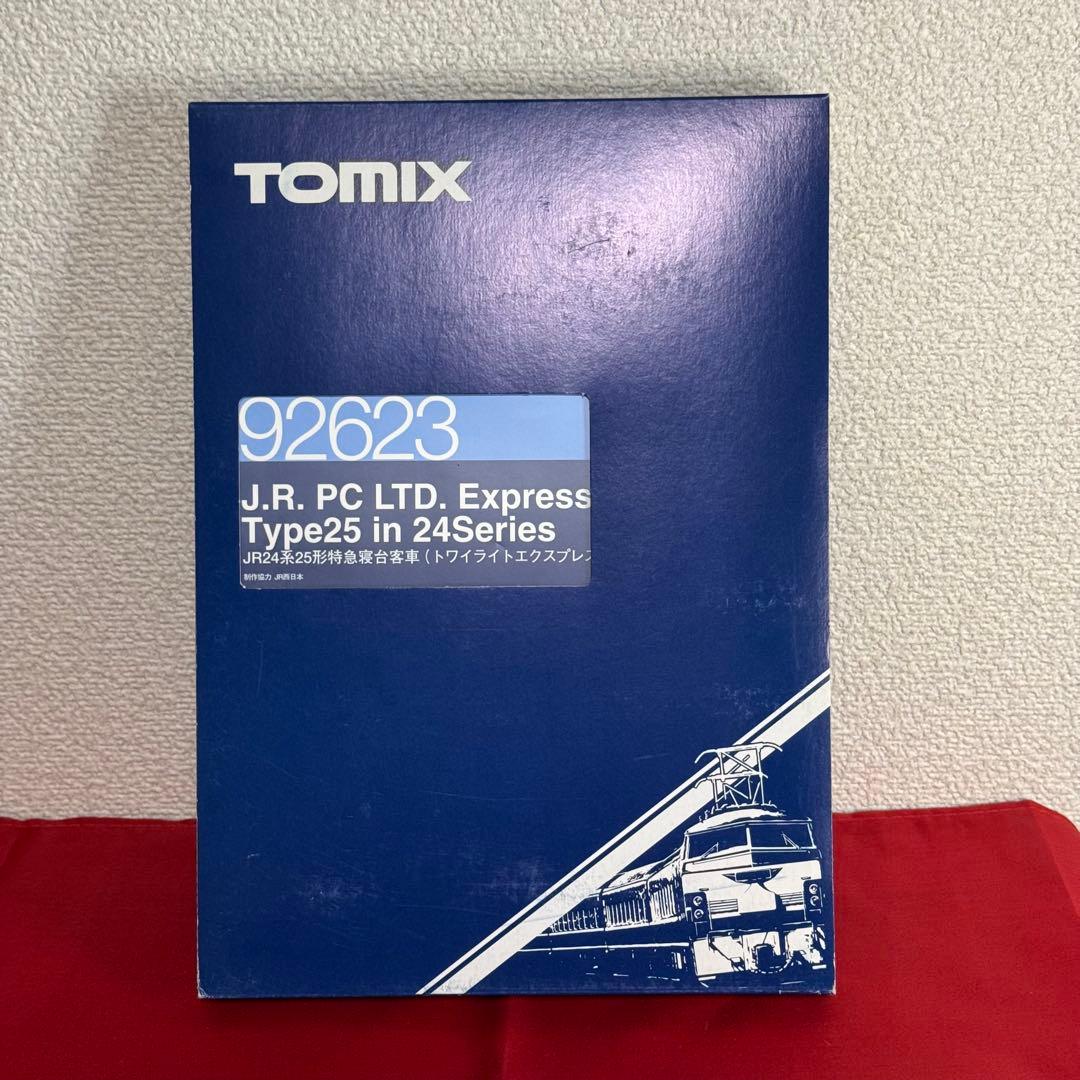 TOMIX
92623
J.R. PC LTD. Express
Type25 in 24Series
JR24系25形特急寝台客車(トワイライトエクスプレス
制作協力 JR西日本